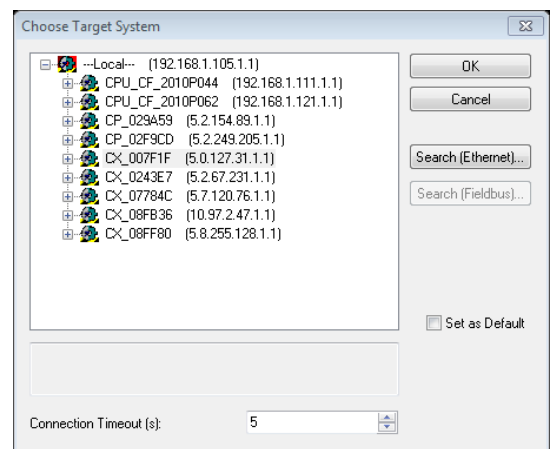 Choose Target System
---Local--- (192.168.1.105.1.1)
CPU_CF_2010P044 (192.168.1.111.1.1)
CPU_CF_2010P062 (192.168.1.121.1.1)
CP_029A59 (5.2.154.89.1.1)
CP_02F9CD (5.2.249.205.1.1)
CX_007F1F (5.0.127.31.1.1)
CX_0243E7 (5.2.67.231.1.1)
CX_07784C (5.7.120.76.1.1)
CX_08FB36 (10.97.2.47.1.1)
CX_08FF80 (5.8.255.128.1.1)
OK
Cancel
Search (Ethernet)...
Search (Fieldbus)...
Set as Default
Connection Timeout (s):
5